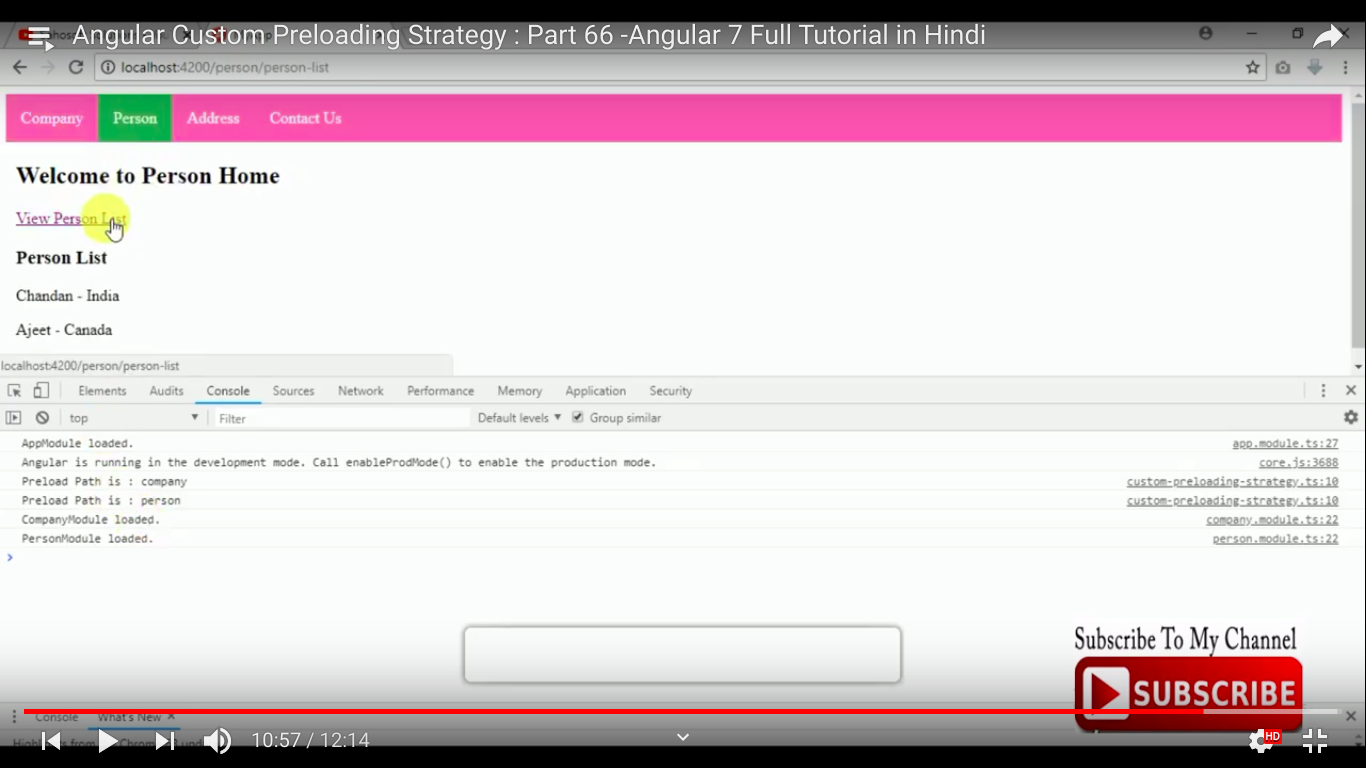 Angular Custom Preloading Strategy : Part 66 -Angular 7 Full Tutorial in Hindi
localhost:4200/person/person-list
Company Person Address Contact Us
Welcome to Person Home
View Person List
Person List
Chandan - India
Ajeet - Canada
localhost:4200/person/person-list
Elements Audits Console Sources Network Performance Memory Application Security
top Filter Default levels Group similar
AppModule loaded. app.module.ts:27
Angular is running in the development mode. Call enableProdMode() to enable the production mode. core.js:3688
Preload Path is : company custom-preloading-strategy.ts:10
Preload Path is : person custom-preloading-strategy.ts:10
CompanyModule loaded. company.module.ts:22
PersonModule loaded. person.module.ts:22
Subscribe To My Channel
SUBSCRIBE
Console What's New
10:57 / 12:14
HD